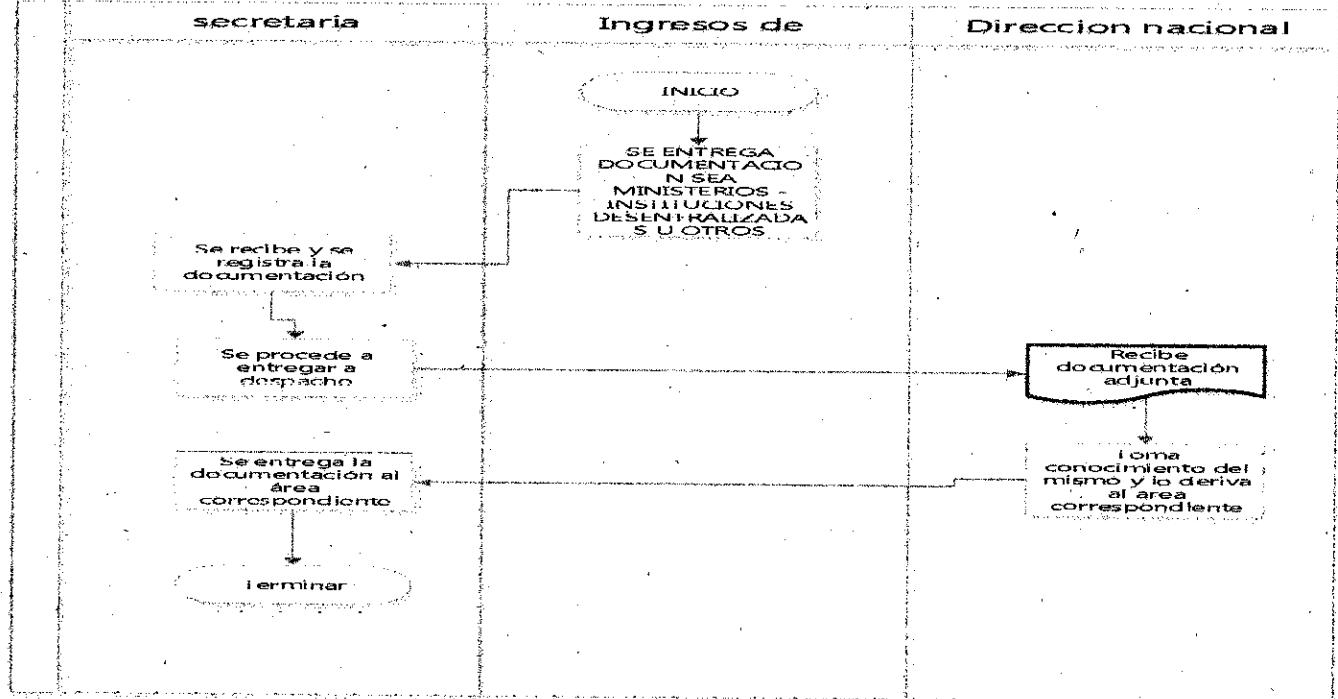 secretaria
Ingresos de
Direccion nacional
INICIO
SE ENTREGA
DOCUMENTACIO
N SEA
MINISTERIOS -
INSTITUCIONES
DESENTRALIZADA
S U OTROS
Se recibe y se
registra la
documentación
Se procede a
entregar a
despacho
Recibe
documentación
adjunta
Toma
conocimiento del
mismo y lo deriva
al area
correspondiente
Se entrega la
documentación al
área
correspondiente
Terminar